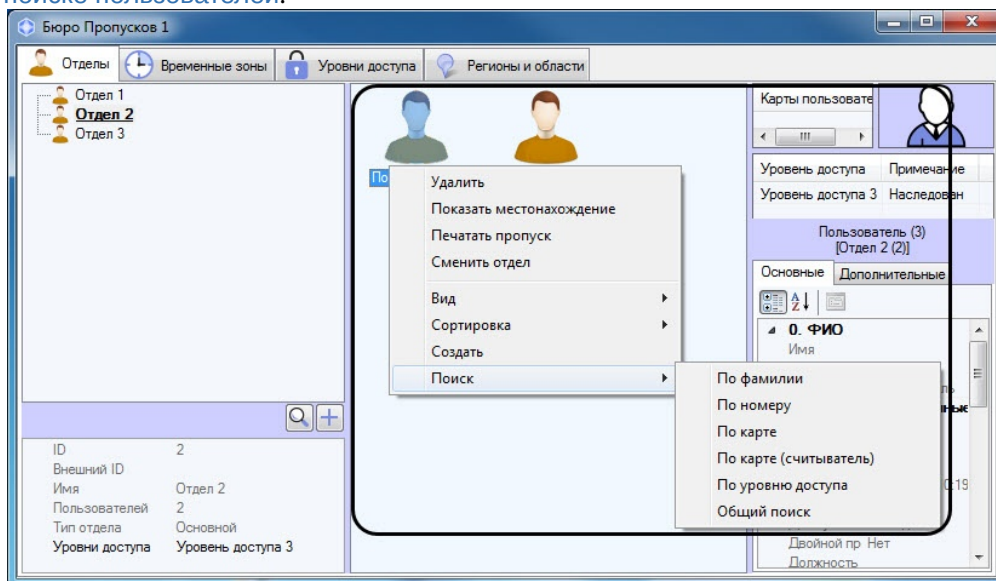 поиске пользователей.
Бюро Пропусков 1
Отделы
Временные зоны
Уровни доступа
Регионы и области
Отдел 1
Отдел 2
Отдел 3
ID 2
Внешний ID
Имя Отдел 2
Пользователей 2
Тип отдела Основной
Уровни доступа Уровень доступа 3
По
Удалить
Показать местонахождение
Печатать пропуск
Сменить отдел
Вид
Сортировка
Создать
Поиск
По фамилии
По номеру
По карте
По карте (считыватель)
По уровню доступа
Общий поиск
Карты пользовате
Уровень доступа Примечание
Уровень доступа 3 Наследован
Пользователь (3)
[Отдел 2 (2)]
Основные
Дополнительные
0. ФИО
Имя
:19
Двойной пр Нет
Должность